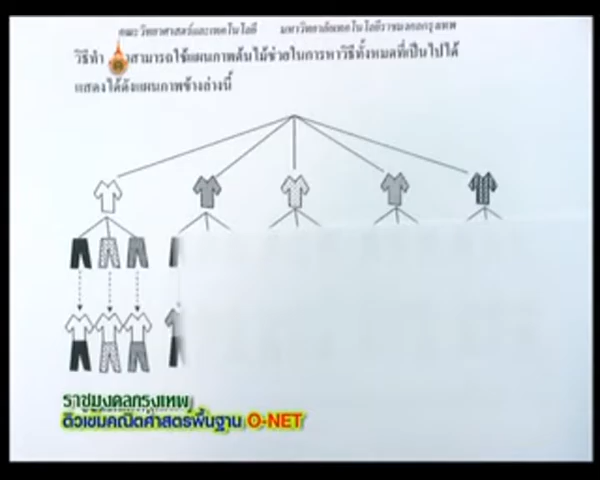 คณะวิทยาศาสตร์และเทคโนโลยี มหาวิทยาลัยเทคโนโลยีราชมงคลกรุงเทพ
วิธีทำ สามารถใช้แผนภาพต้นไม้ช่วยในการหาวิธีทั้งหมดที่เป็นไปได้
แสดงได้ดังแผนภาพข้างล่างนี้
ราชมงคลกรุงเทพ
ติวเข้มคณิตศาสตร์พื้นฐาน O-NET